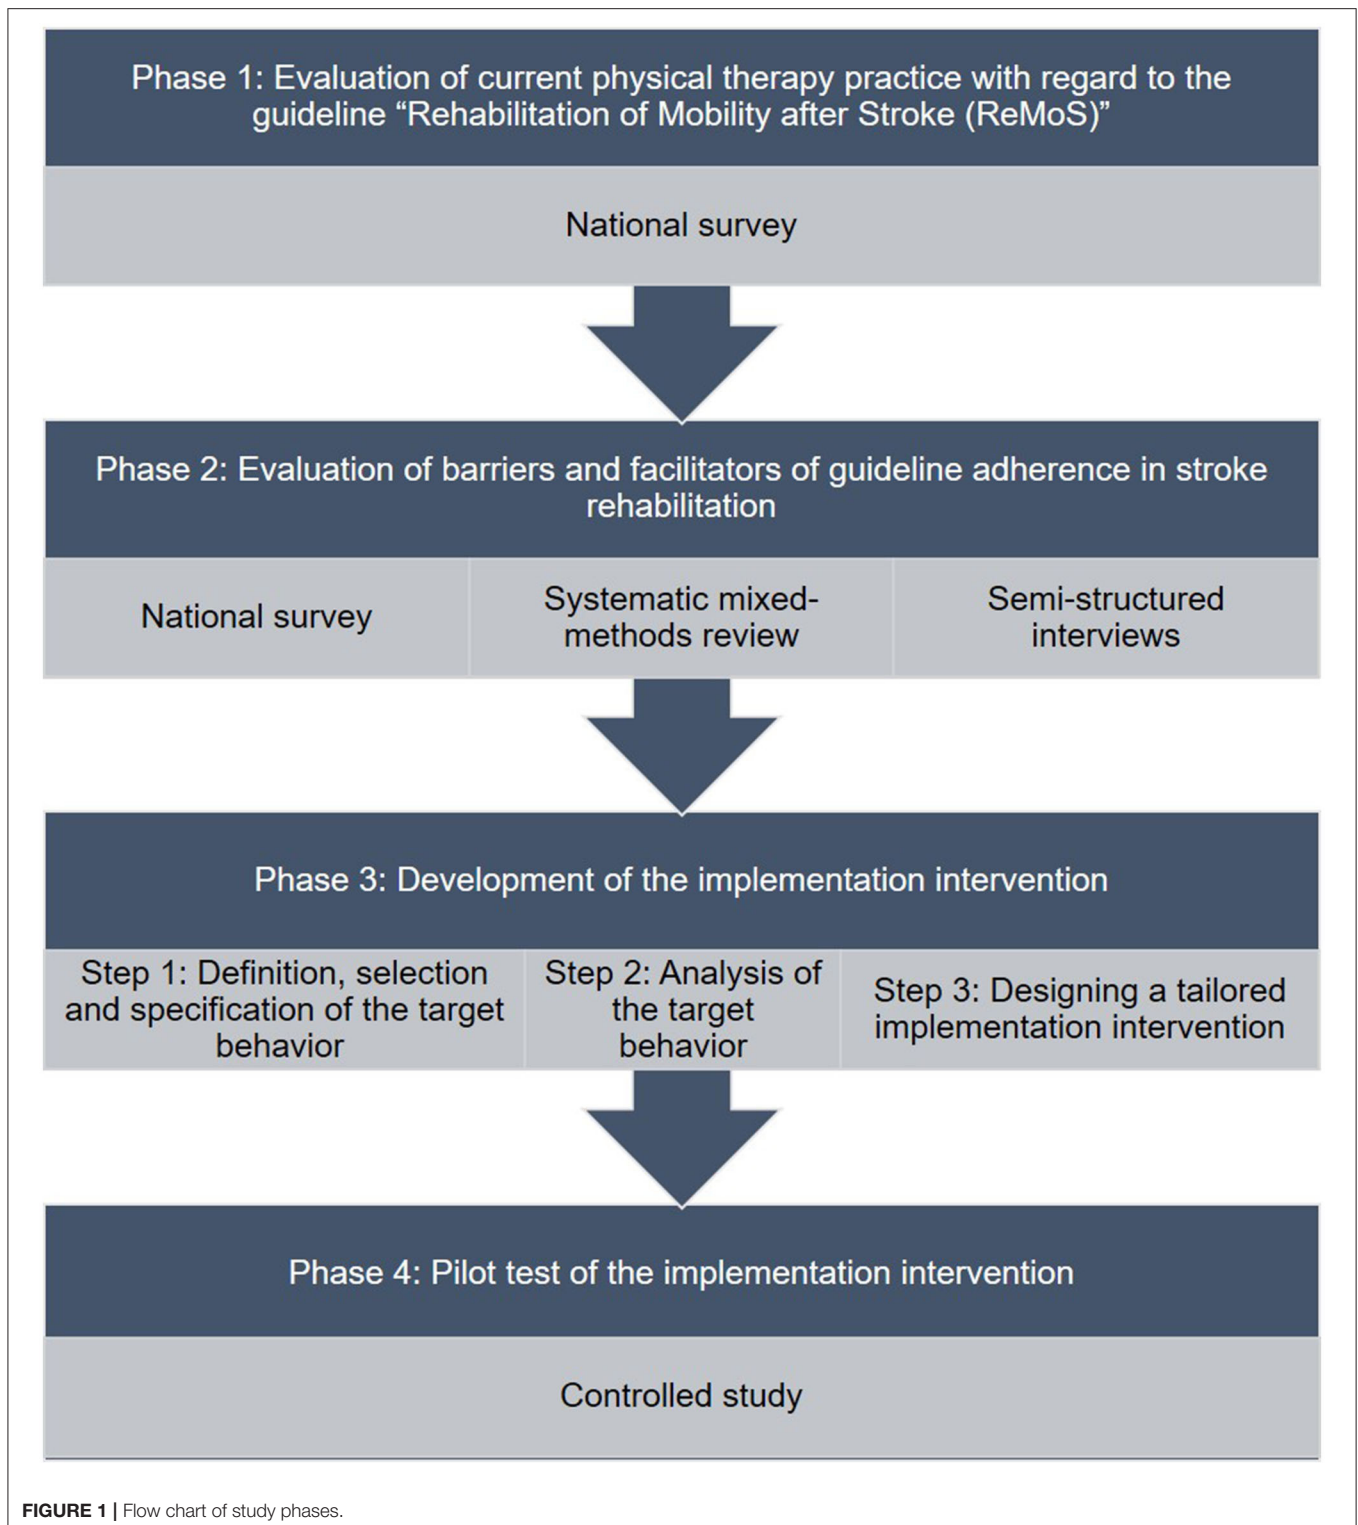 Phase 1: Evaluation of current physical therapy practice with regard to the
guideline “Rehabilitation of Mobility after Stroke (ReMoS)”
National survey
Phase 2: Evaluation of barriers and facilitators of guideline adherence in stroke
rehabilitation
National survey
Systematic mixed-
methods review
Semi-structured
interviews
Phase 3: Development of the implementation intervention
Step 1: Definition, selection
and specification of the target
behavior
Step 2: Analysis of
the target
behavior
Step 3: Designing a tailored
implementation intervention
Phase 4: Pilot test of the implementation intervention
Controlled study
FIGURE 1 | Flow chart of study phases.